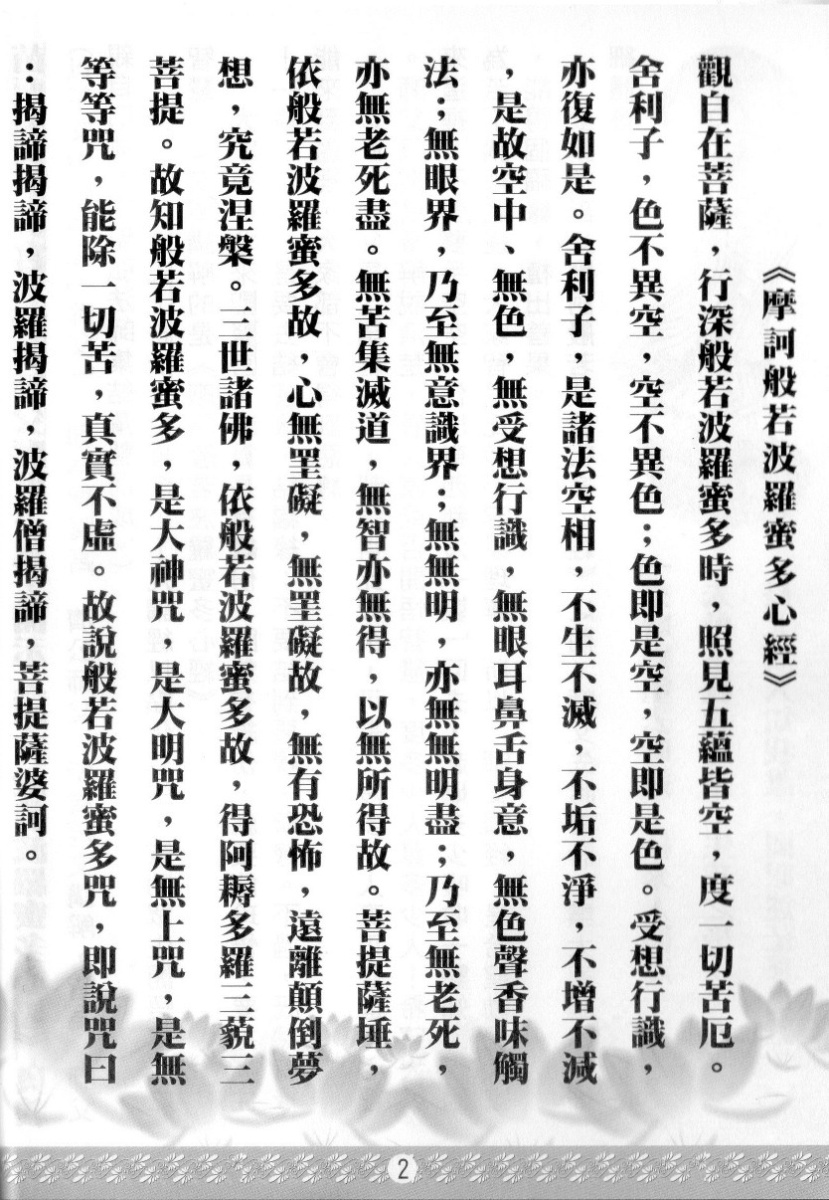 《摩訶般若波羅蜜多心經》
觀自在菩薩，行深般若波羅蜜多時，照見五蘊皆空，度一切苦厄。
舍利子，色不異空，空不異色；色即是空，空即是色。受想行識，
亦復如是。舍利子，是諸法空相，不生不滅，不垢不淨，不增不減
，是故空中、無色，無受想行識，無眼耳鼻舌身意，無色聲香味觸
法；無眼界，乃至無意識界；無無明，亦無無明盡；乃至無老死，
亦無老死盡。無苦集滅道，無智亦無得，以無所得故。菩提薩埵，
依般若波羅蜜多故，心無罣礙，無罣礙故，無有恐怖，遠離顛倒夢
想，究竟涅槃。三世諸佛，依般若波羅蜜多故，得阿耨多羅三藐三
菩提。故知般若波羅蜜多，是大神咒，是大明咒，是無上咒，是無
等等咒，能除一切苦，真實不虛。故說般若波羅蜜多咒，即說咒曰
：揭諦揭諦，波羅揭諦，波羅僧揭諦，菩提薩婆訶。
2